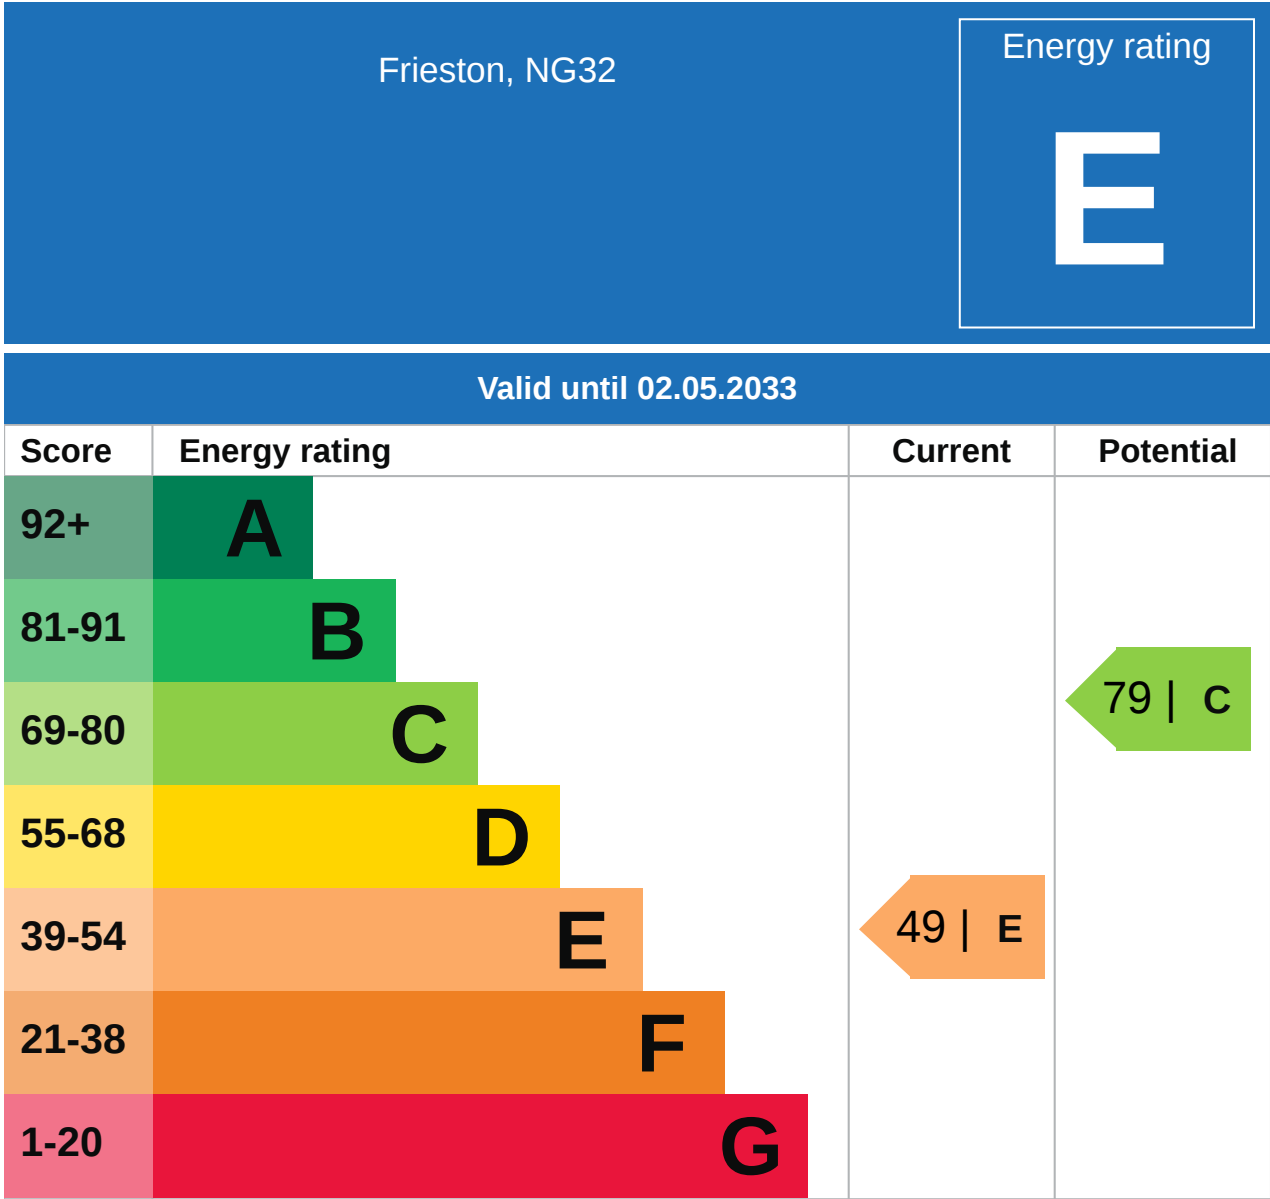 Frieston, NG32
Energy rating
E
Valid until 02.05.2033
Score Energy rating Current Potential
92+ A
81-91 B
69-80 C
79 | C
55-68 D
39-54 E
49 | E
21-38 F
1-20 G